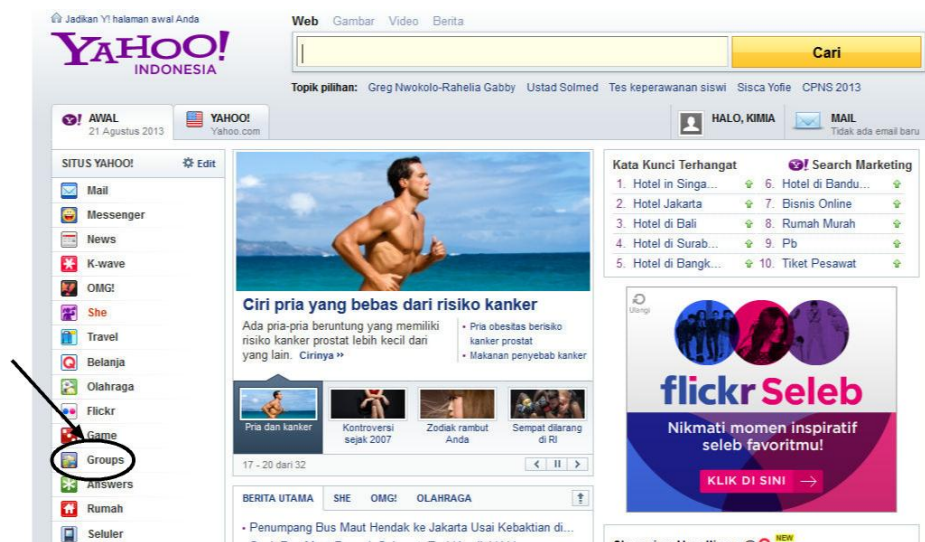 Jadikan Y! halaman awal Anda
Web Gambar Video Berita
YAHOO!
INDONESIA
Cari
Topik pilihan: Greg Nwokolo-Rahelia Gabby Ustad Solmed Tes keperawanan siswi Sisca Yofie CPNS 2013
Y! AWAL
21 Agustus 2013
YAHOO!
Yahoo.com
HALO, KIMIA
MAIL
Tidak ada email baru
SITUS YAHOO! Edit
Mail
Messenger
News
K-wave
OMG!
She
Travel
Belanja
Olahraga
Flickr
Game
Groups
Answers
Rumah
Seluler
Ciri pria yang bebas dari risiko kanker
Ada pria-pria beruntung yang memiliki
risiko kanker prostat lebih kecil dari
yang lain. Cirinya »
• Pria obesitas berisiko
kanker prostat
• Makanan penyebab kanker
Pria dan kanker
Kontroversi
sejak 2007
Zodiak rambut
Anda
Sempat dilarang
di RI
17 - 20 dari 32
BERITA UTAMA SHE OMG! OLAHRAGA
• Penumpang Bus Maut Hendak ke Jakarta Usai Kebaktian di...
Kata Kunci Terhangat
Y! Search Marketing
1. Hotel in Singa...
2. Hotel Jakarta
3. Hotel di Bali
4. Hotel di Surab...
5. Hotel di Bangk...
6. Hotel di Bandu...
7. Bisnis Online
8. Rumah Murah
9. Pb
10. Tiket Pesawat
Ulangi
flickr Seleb
Nikmati momen inspiratif
seleb favoritmu!
KLIK DI SINI →
NEW